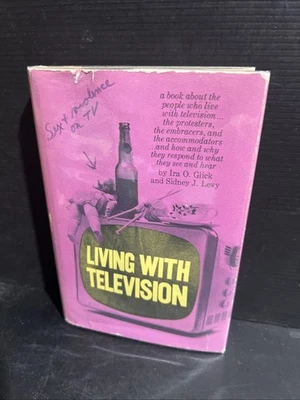 Sex + violence
on TV
a book about the
people who live
with television...
the protesters,
the embracers, and
the accommodators
...and how and why
they respond to what
they see and hear
by Ira O. Glick
and Sidney J. Levy
LIVING WITH
TELEVISION